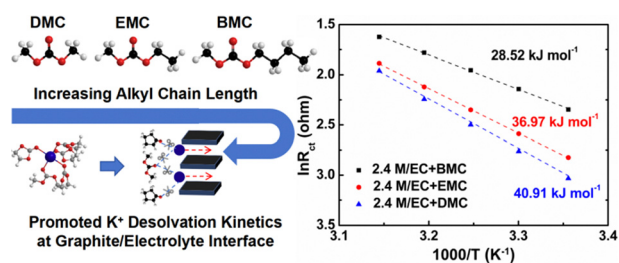 DMC EMC BMC
Increasing Alkyl Chain Length
Promoted K⁺ Desolvation Kinetics
at Graphite/Electrolyte Interface
lnRct (ohm)
1.5
2.0
2.5
3.0
3.5
28.52 kJ mol⁻¹
36.97 kJ mol⁻¹
40.91 kJ mol⁻¹
2.4 M/EC+BMC
2.4 M/EC+EMC
2.4 M/EC+DMC
3.1 3.2 3.3 3.4
1000/T (K⁻¹)